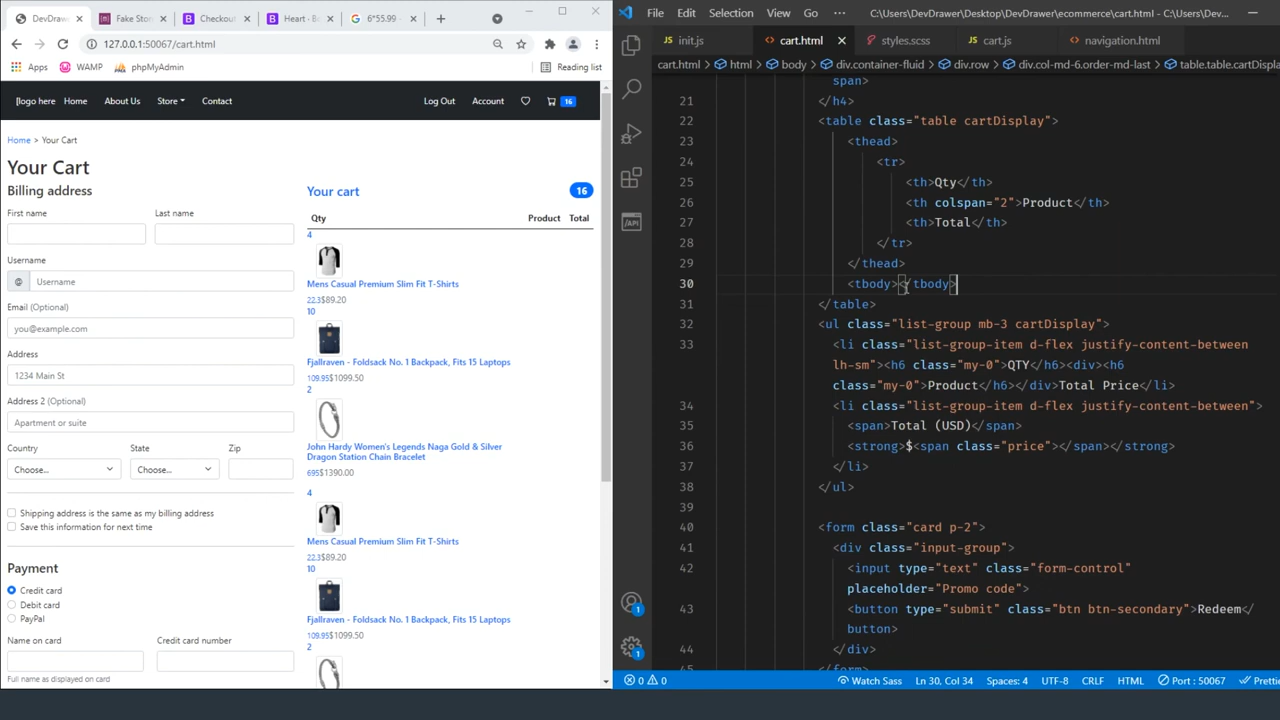 DevDrawer
Fake Stor
Checkout
Heart - Bo
6*55.99 -
127.0.0.1:50067/cart.html
Apps
WAMP
phpMyAdmin
Reading list
[logo here
Home
About Us
Store
Contact
Log Out
Account
16
Home > Your Cart
Your Cart
Billing address
First name
Last name
Username
@
Username
Email (Optional)
you@example.com
Address
1234 Main St
Address 2 (Optional)
Apartment or suite
Country
State
Zip
Choose...
Choose...
Shipping address is the same as my billing address
Save this information for next time
Payment
Credit card
Debit card
PayPal
Name on card
Credit card number
Full name as displayed on card
Your cart
16
Qty
Product
Total
4
Mens Casual Premium Slim Fit T-Shirts
22.3$89.20
10
Fjallraven - Foldsack No. 1 Backpack, Fits 15 Laptops
109.95$1099.50
2
John Hardy Women's Legends Naga Gold & Silver
Dragon Station Chain Bracelet
695$1390.00
4
Mens Casual Premium Slim Fit T-Shirts
22.3$89.20
10
Fjallraven - Foldsack No. 1 Backpack, Fits 15 Laptops
109.95$1099.50
2
File
Edit
Selection
View
Go
C:\Users\DevDrawer\Desktop\DevDrawer\ecommerce\cart.html - C:\Users\Dev...
init.js
cart.html
styles.scss
cart.js
navigation.html
cart.html > html > body > div.container-fluid > div.row > div.col-md-6.order-md-last > table.table.cartDispla
span>
21 </h4>
22 <table class="table cartDisplay">
23 <thead>
24 <tr>
25 <th>Qty</th>
26 <th colspan="2">Product</th>
27 <th>Total</th>
28 </tr>
29 </thead>
30 <tbody></tbody>
31 </table>
32 <ul class="list-group mb-3 cartDisplay">
33 <li class="list-group-item d-flex justify-content-between
lh-sm"><h6 class="my-0">QTY</h6><div><h6
class="my-0">Product</h6></div>Total Price</li>
34 <li class="list-group-item d-flex justify-content-between">
35 <span>Total (USD)</span>
36 <strong>$<span class="price"></span></strong>
37 </li>
38 </ul>
39
40 <form class="card p-2">
41 <div class="input-group">
42 <input type="text" class="form-control"
placeholder="Promo code">
43 <button type="submit" class="btn btn-secondary">Redeem</
button>
44 </div>
45 </form>
/API
1
1
0
0
Watch Sass
Ln 30, Col 34
Spaces: 4
UTF-8
CRLF
HTML
Port : 50067
Pretti